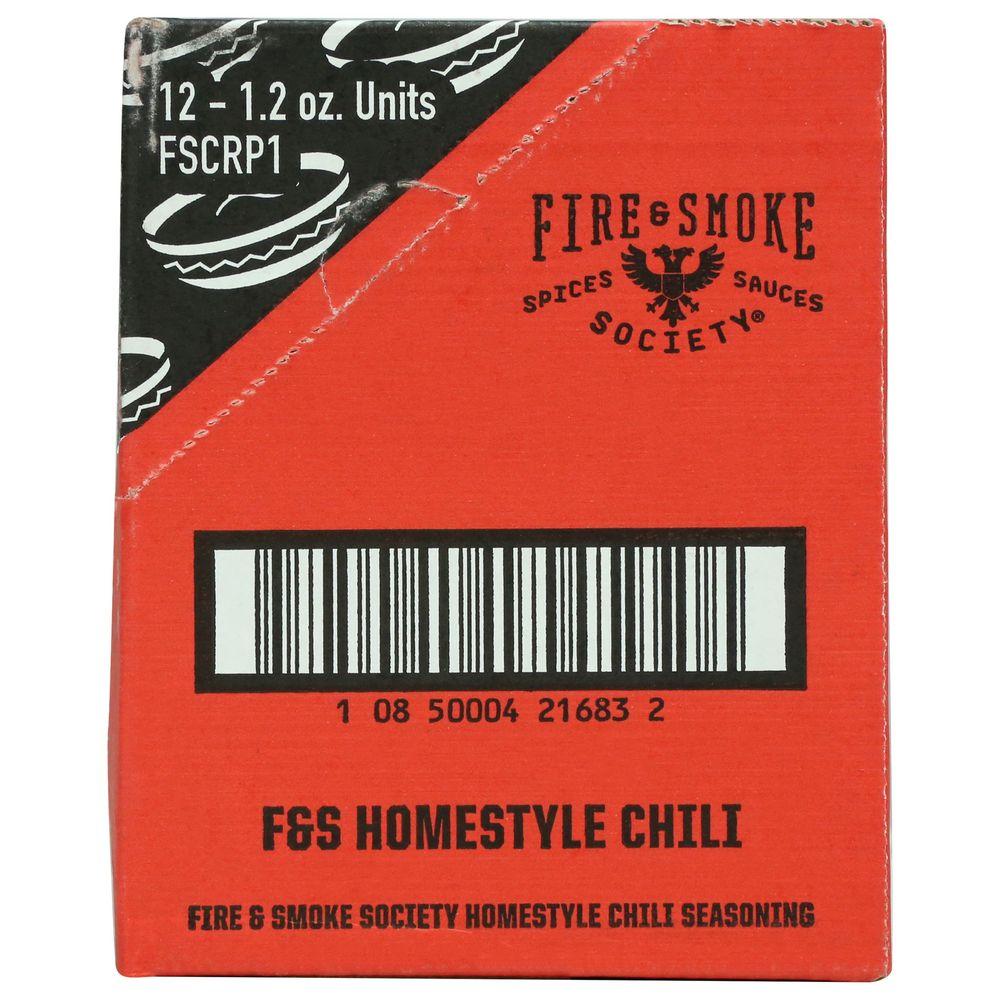 12 - 1.2 oz. Units
FSCRP1
FIRE & SMOKE
SPICES SAUCES
SOCIETY®
1 08 50004 21683 2
F&S HOMESTYLE CHILI
FIRE & SMOKE SOCIETY HOMESTYLE CHILI SEASONING